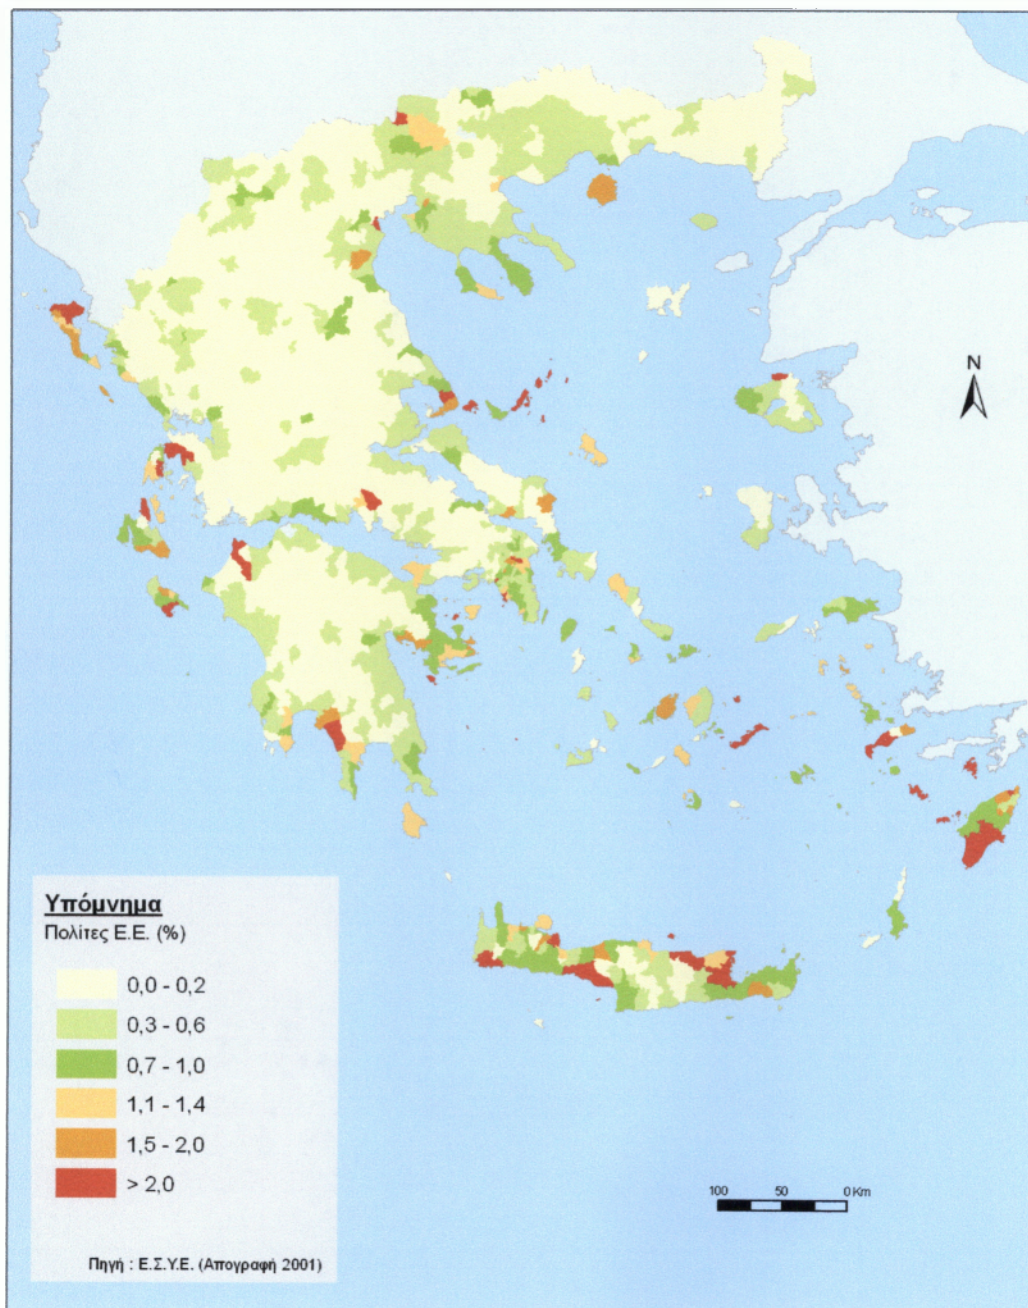 N
Υπόμνημα
Πολίτες Ε.Ε. (%)
0,0 - 0,2
0,3 - 0,6
0,7 - 1,0
1,1 - 1,4
1,5 - 2,0
> 2,0
Πηγή : Ε.Σ.Υ.Ε. (Απογραφή 2001)
100 50 0 Km